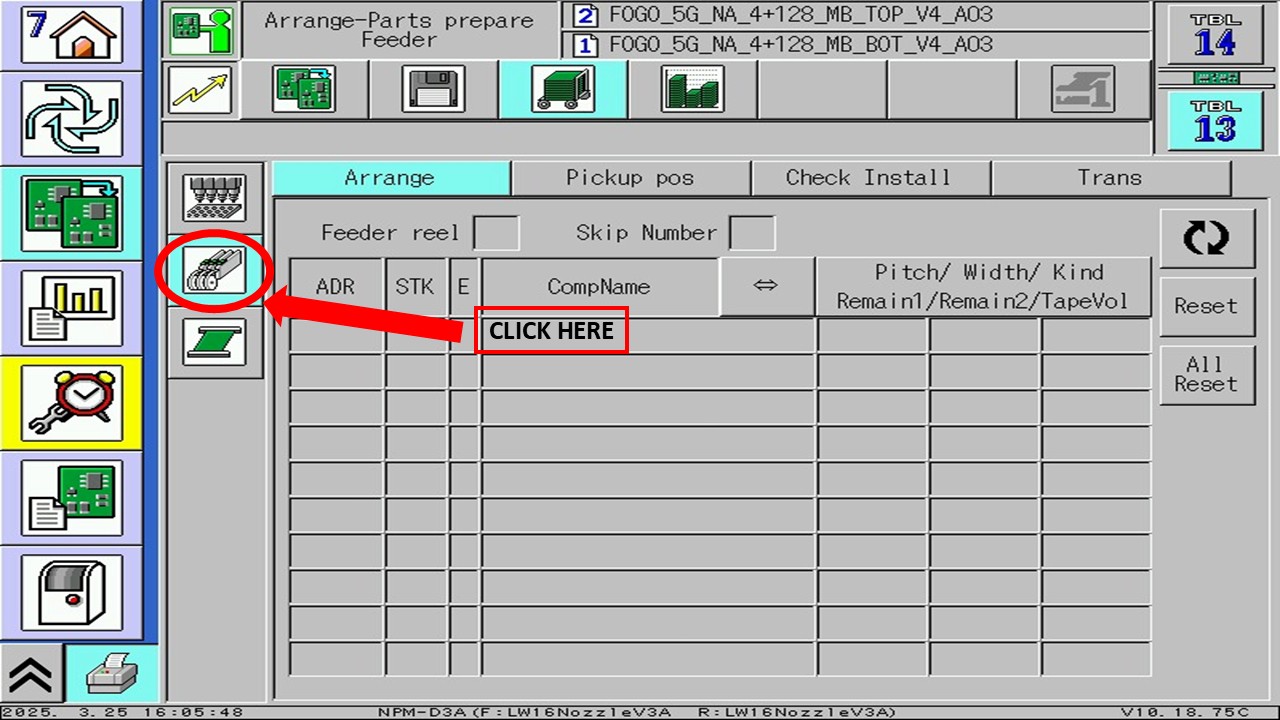 7
Arrange-Parts prepare
Feeder
2 FOGO_5G_NA_4+128_MB_TOP_V4_A03
1 FOGO_5G_NA_4+128_MB_BOT_V4_A03
TBL
14
TBL
13
1
Arrange
Pickup pos
Check Install
Trans
Feeder reel
Skip Number
ADR
STK
E
CompName
⇔
Pitch/ Width/ Kind
Remain1/Remain2/TapeVol
Reset
All
Reset
CLICK HERE
2025. 3.25 16:05:48
NPM-D3A(F:LW16NozzleV3A R:LW16NozzleV3A)
V10.18.75C